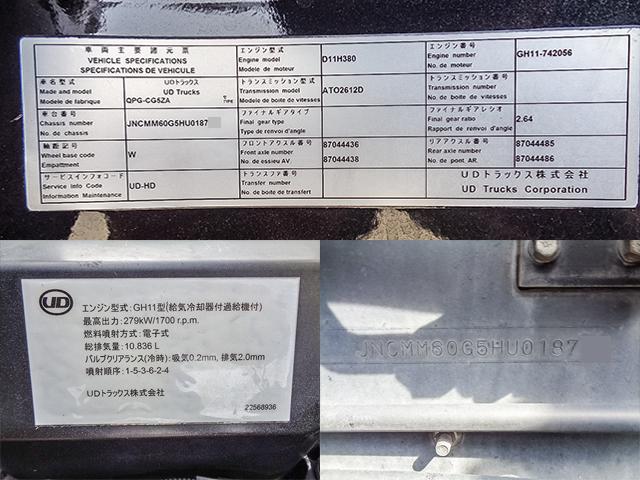 車両主要諸元票
VEHICLE SPECIFICATIONS
SPECIFICATIONS DE VEHICULE
車名型式
Made and model
Modele de fabrique
UDトラックス
UD Trucks
QPG-CG5ZA
型 TYPE
車台番号
Chassis number
No. de chassis
JNCMM60G5HU0187
軸距記号
Wheel base code
Empattment
W
サービスインフォコード
Service Info Code
Information Maintenance
UD-HD
エンジン型式
Engine model
Modele de moteur
D11H380
トランスミッション型式
Transmission model
Modele de boite de vitesses
ATO2612D
ファイナルギアタイプ
Final gear type
Type de renvoi d'angle
フロントアクスル番号
Front axle number
No. de essieu AV.
87044436
87044438
トランスファ番号
Transfer number
No. de boite de transfert
エンジン番号
Engine number
No. de moteur
GH11-742056
トランスミッション番号
Transmission number
No. de boite de vitesses
ファイナルギアレシオ
Final gear ratio
Rapport de renvoi d'angle
2.64
リアアクスル番号
Rear axle number
No. de pont. AR.
87044485
87044486
UDトラックス株式会社
UD Trucks Corporation
UD
エンジン型式:GH11型(給気冷却器付過給機付)
最高出力:279kW/1700 r.p.m.
燃料噴射方式:電子式
総排気量:10.836 L
バルブクリアランス(冷時):吸気0.2mm, 排気2.0mm
噴射順序:1-5-3-6-2-4
UDトラックス株式会社
22568936
JNCMM60G5HU0187